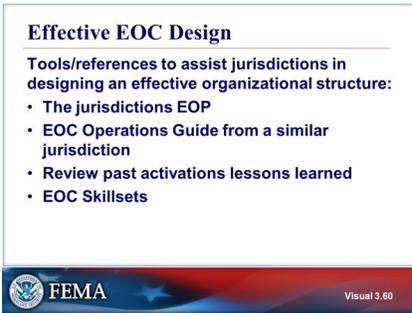 Effective EOC Design
Tools/references to assist jurisdictions in
designing an effective organizational structure:
• The jurisdictions EOP
• EOC Operations Guide from a similar
jurisdiction
• Review past activations lessons learned
• EOC Skillsets
FEMA
Visual 3.60